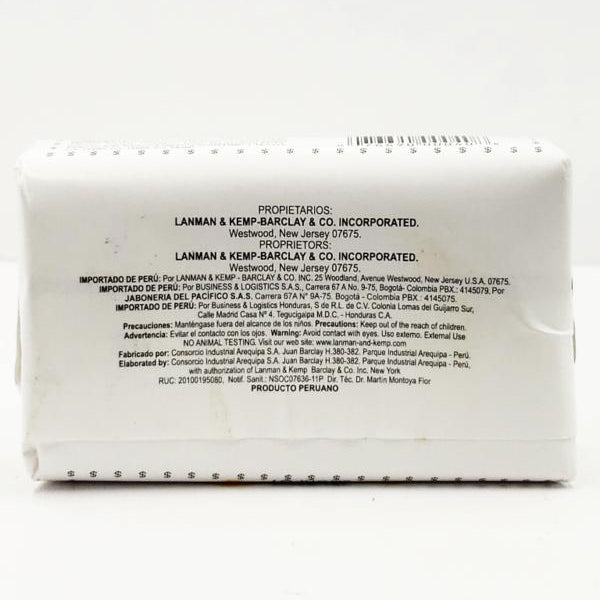 PROPIETARIOS:
LANMAN & KEMP-BARCLAY & CO. INCORPORATED.
Westwood, New Jersey 07675.
PROPRIETORS:
LANMAN & KEMP-BARCLAY & CO. INCORPORATED.
Westwood, New Jersey 07675.
IMPORTADO DE PERÚ: Por LANMAN & KEMP - BARCLAY & CO. INC. 25 Woodland, Avenue Westwood, New Jersey U.S.A. 07675.
IMPORTADO DE PERÚ: Por BUSINESS & LOGISTICS S.A.S., Carrera 67 A No. 9-75, Bogotá- Colombia PBX.: 4145079. Por
JABONERIA DEL PACÍFICO S.A.S. Carrera 67A N° 9A-75. Bogotá - Colombia PBX.: 4145075.
IMPORTADO DE PERÚ: Por Business & Logistics Honduras, S de R.L. de C.V. Colonia Lomas del Guijarro Sur,
Calle Madrid Casa Nº 4. Tegucigalpa M.D.C. - Honduras C.A.
Precauciones: Manténgase fuera del alcance de los niños. Precautions: Keep out of the reach of children.
Advertencia: Evitar el contacto con los ojos. Warning: Avoid contact with eyes. Uso externo. External Use
NO ANIMAL TESTING. Visit our web site: www.lanman-and-kemp.com
Fabricado por: Consorcio Industrial Arequipa S.A. Juan Barclay H.380-382. Parque Industrial Arequipa - Perú.
Elaborated by: Consorcio Industrial Arequipa S.A. Juan Barclay H.380-382. Parque Industrial Arequipa - Perú,
with authorization of Lanman & Kemp Barclay & Co. Inc. New York
RUC: 20100195080, Notif. Sanit.: NSOC07636-11P Dir. Téc. Dr. Martín Montoya Fior
PRODUCTO PERUANO